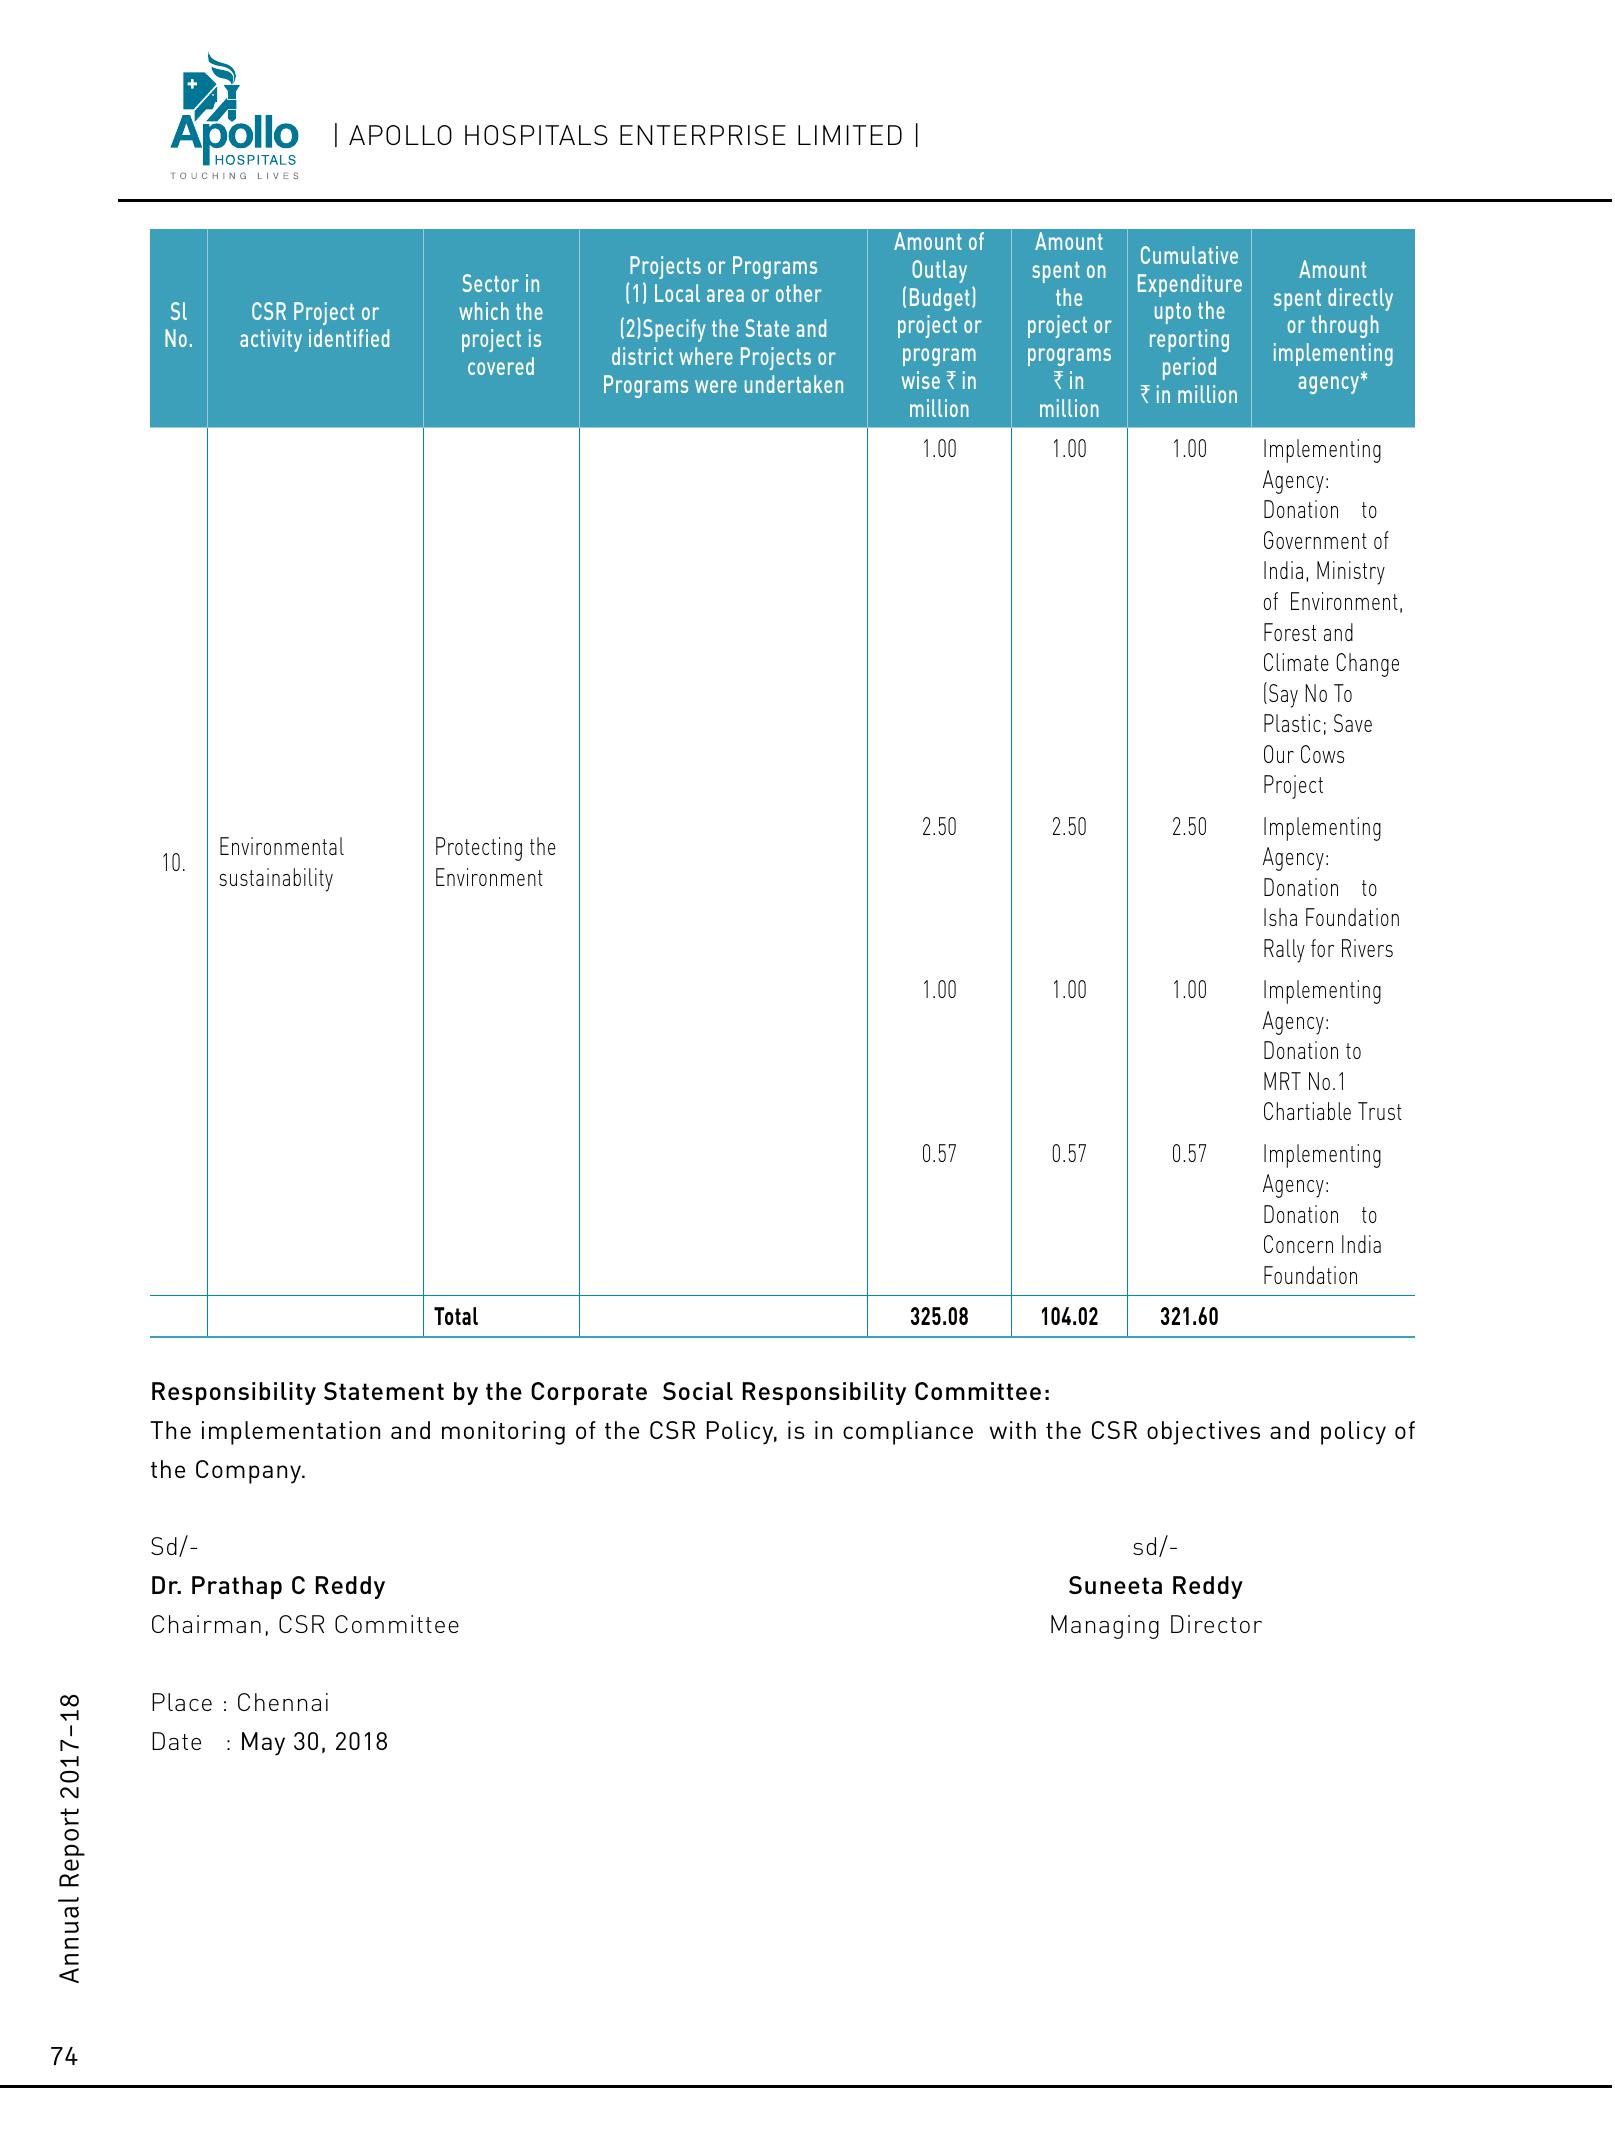 Apollo
HOSPITALS
TOUCHING LIVES
| APOLLO HOSPITALS ENTERPRISE LIMITED |
Sl
No.
CSR Project or
activity identified
Sector in
which the
project is
covered
Projects or Programs
(1) Local area or other
(2)Specify the State and
district where Projects or
Programs were undertaken
Amount of
Outlay
(Budget)
project or
program
wise ₹ in
million
Amount
spent on
the
project or
programs
₹ in
million
Cumulative
Expenditure
upto the
reporting
period
₹ in million
Amount
spent directly
or through
implementing
agency*
10.
Environmental
sustainability
Protecting the
Environment
1.00 1.00 1.00 Implementing
Agency:
Donation to
Government of
India, Ministry
of Environment,
Forest and
Climate Change
(Say No To
Plastic; Save
Our Cows
Project
2.50 2.50 2.50 Implementing
Agency:
Donation to
Isha Foundation
Rally for Rivers
1.00 1.00 1.00 Implementing
Agency:
Donation to
MRT No.1
Chartiable Trust
0.57 0.57 0.57 Implementing
Agency:
Donation to
Concern India
Foundation
Total 325.08 104.02 321.60
Responsibility Statement by the Corporate Social Responsibility Committee:
The implementation and monitoring of the CSR Policy, is in compliance with the CSR objectives and policy of
the Company.
Sd/- sd/-
Dr. Prathap C Reddy Suneeta Reddy
Chairman, CSR Committee Managing Director
Place : Chennai
Date : May 30, 2018
Annual Report 2017–18
74